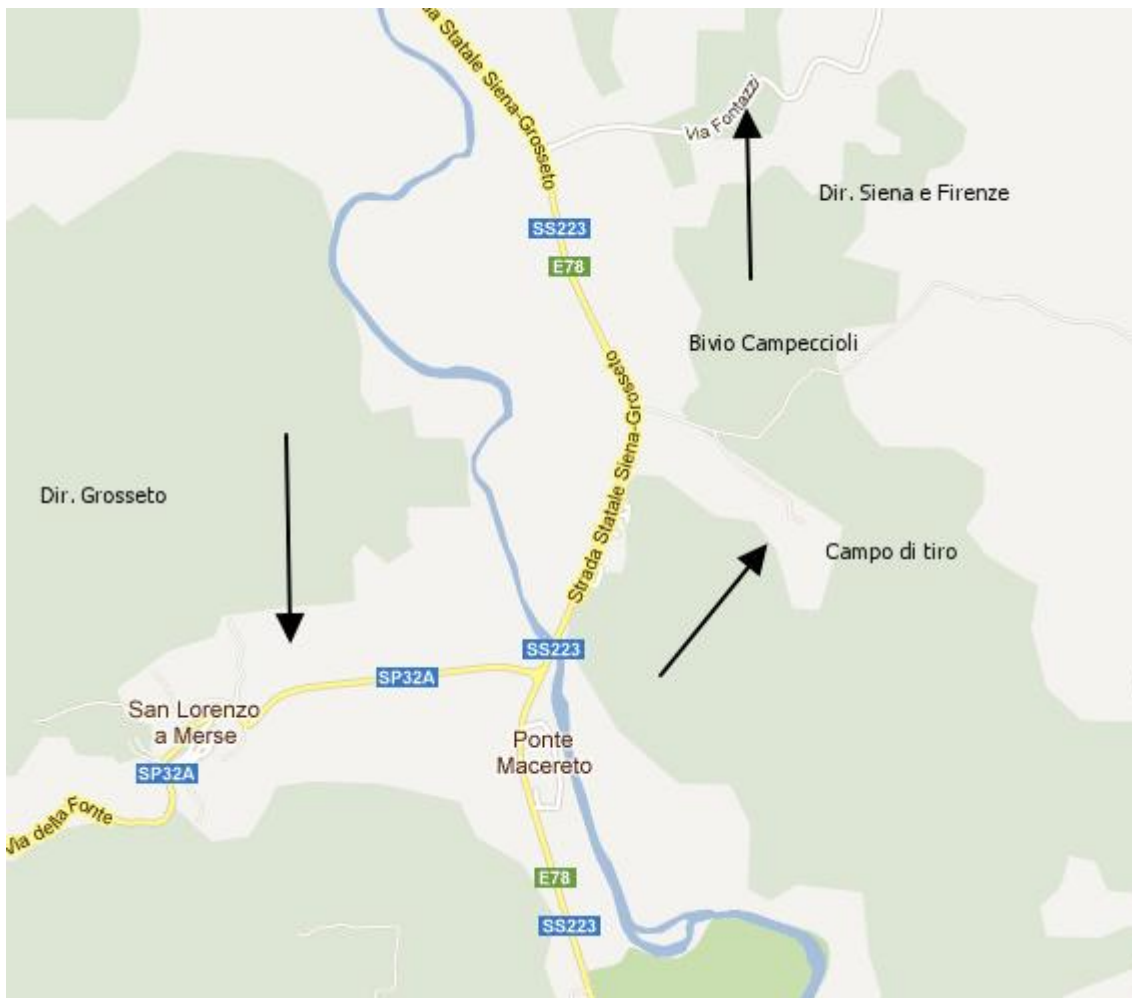 da Statale Siena-Grosseto
Via Fontazzi
Dir. Siena e Firenze
SS223
E78
Bivio Campeccioli
Strada Statale Siena-Grosseto
Dir. Grosseto
Campo di tiro
SS223
SP32A
San Lorenzo
a Merse
Ponte
Macereto
SP32A
Via della Fonte
E78
SS223